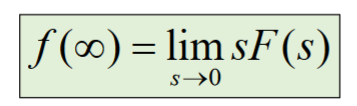 f(∞) = lim sF(s)
s→0